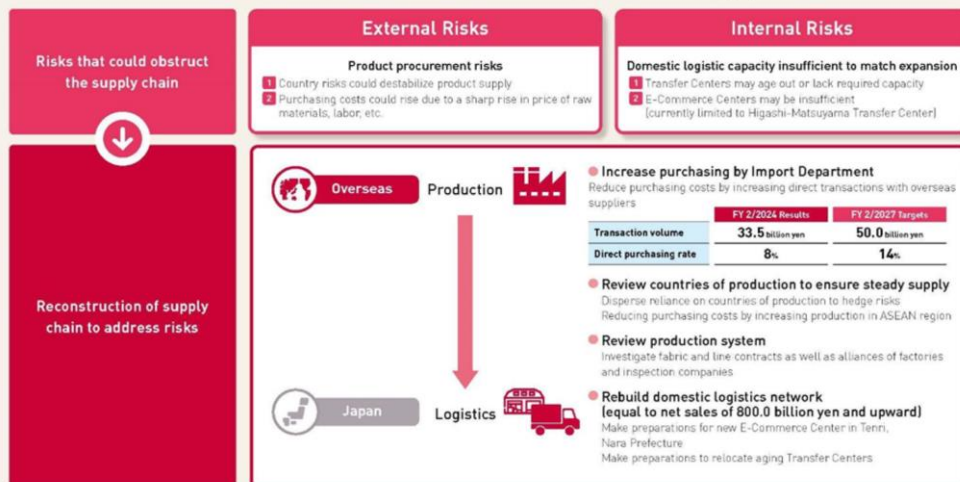 Risks that could obstruct
the supply chain
External Risks
Product procurement risks
1 Country risks could destabilize product supply
2 Purchasing costs could rise due to a sharp rise in price of raw
materials, labor, etc.
Internal Risks
Domestic logistic capacity insufficient to match expansion
1 Transfer Centers may age out or lack required capacity
2 E-Commerce Centers may be insufficient
(currently limited to Higashi-Matsuyama Transfer Center)
Reconstruction of supply
chain to address risks
Overseas
Production
Japan
Logistics
Increase purchasing by Import Department
Reduce purchasing costs by increasing direct transactions with overseas
suppliers
FY 2/2024 Results FY 2/2027 Targets
Transaction volume 33.5 billion yen 50.0 billion yen
Direct purchasing rate 8% 14%
Review countries of production to ensure steady supply
Disperse reliance on countries of production to hedge risks
Reducing purchasing costs by increasing production in ASEAN region
Review production system
Investigate fabric and line contracts as well as alliances of factories
and inspection companies
Rebuild domestic logistics network
(equal to net sales of 800.0 billion yen and upward)
Make preparations for new E-Commerce Center in Tenri,
Nara Prefecture
Make preparations to relocate aging Transfer Centers